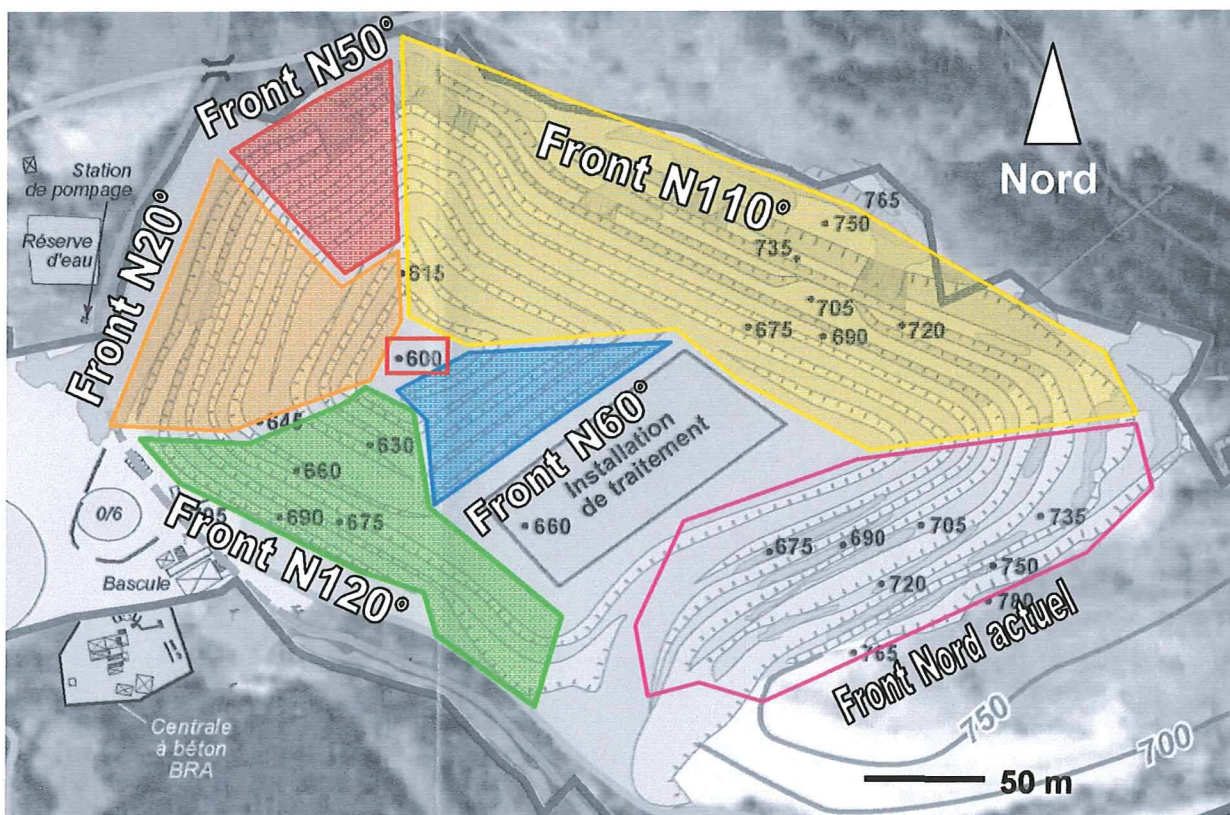 Front N50°
Station
de pompage
Réserve
d'eau
Front N20°
Front N110°
Nord
765
750
735
705
675
690
720
615
600
645
630
660
690
675
0/6
Bascule
Front N120°
Front N60°
Installation
de traitement
660
675
690
705
735
720
750
780
765
Front Nord actuel
Centrale
à béton
BRA
750
700
50 m